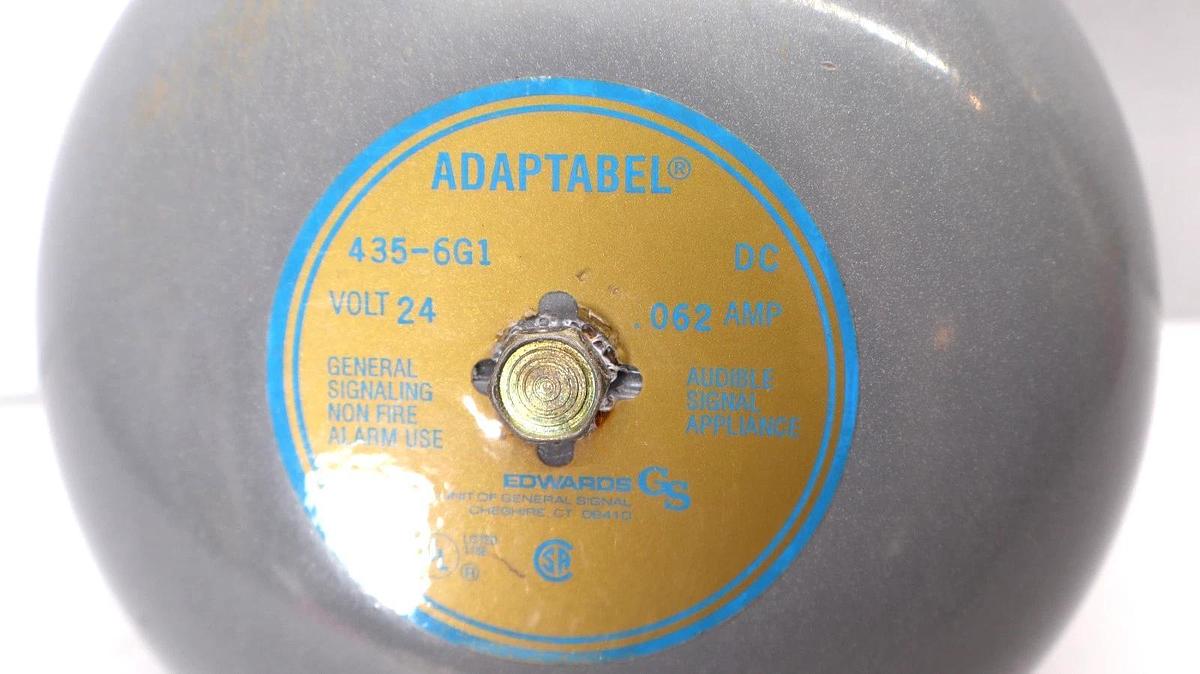 ADAPTABEL®
435-6G1 DC
VOLT 24 .062 AMP
GENERAL
SIGNALING
NON FIRE
ALARM USE
AUDIBLE
SIGNAL
APPLIANCE
EDWARDS GS
UNIT OF GENERAL SIGNAL
CHEGHIRE, CT 06410
LISTED
®